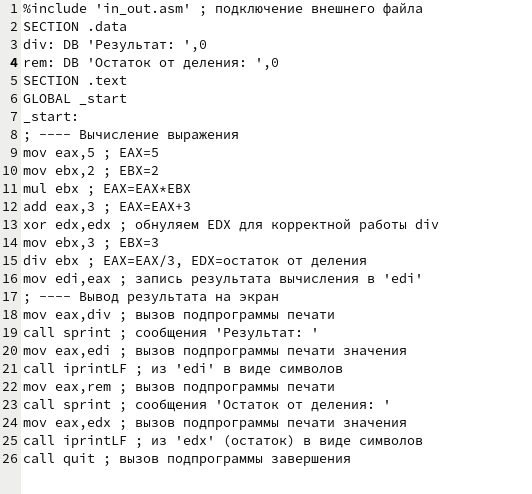 1 %include 'in_out.asm' ; подключение внешнего файла
2 SECTION .data
3 div: DB 'Результат: ',0
4 rem: DB 'Остаток от деления: ',0
5 SECTION .text
6 GLOBAL _start
7 _start:
8 ; ---- Вычисление выражения
9 mov eax,5 ; EAX=5
10 mov ebx,2 ; EBX=2
11 mul ebx ; EAX=EAX*EBX
12 add eax,3 ; EAX=EAX+3
13 xor edx,edx ; обнуляем EDX для корректной работы div
14 mov ebx,3 ; EBX=3
15 div ebx ; EAX=EAX/3, EDX=остаток от деления
16 mov edi,eax ; запись результата вычисления в 'edi'
17 ; ---- Вывод результата на экран
18 mov eax,div ; вызов подпрограммы печати
19 call sprint ; сообщения 'Результат: '
20 mov eax,edi ; вызов подпрограммы печати значения
21 call iprintLF ; из 'edi' в виде символов
22 mov eax,rem ; вызов подпрограммы печати
23 call sprint ; сообщения 'Остаток от деления: '
24 mov eax,edx ; вызов подпрограммы печати значения
25 call iprintLF ; из 'edx' (остаток) в виде символов
26 call quit ; вызов подпрограммы завершения